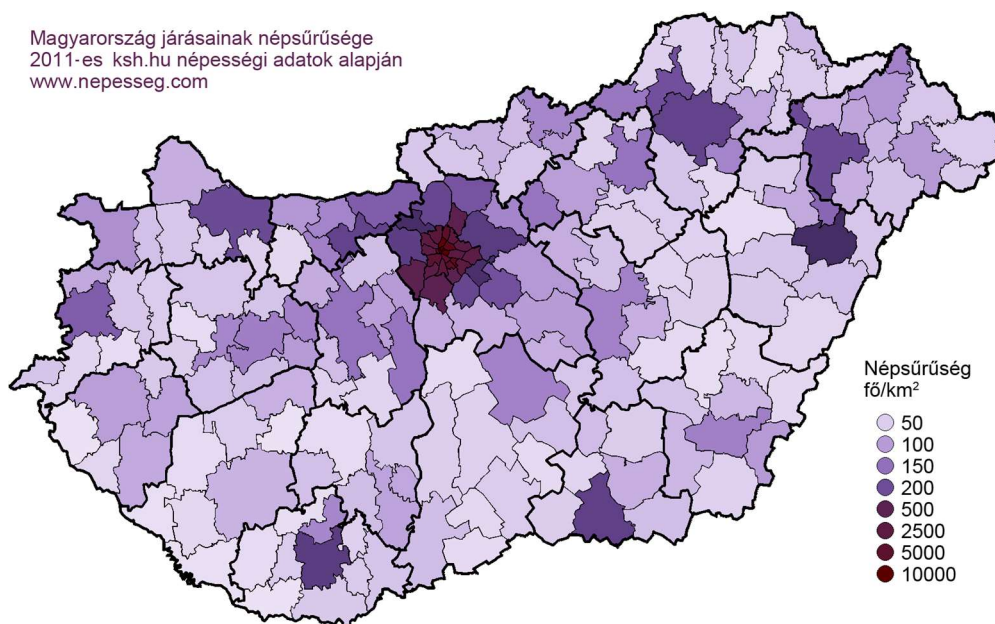 Magyarország járásainak népsűrűsége
2011-es ksh.hu népességi adatok alapján
www.nepesseg.com
Népsűrűség
fő/km²
50
100
150
200
500
2500
5000
10000